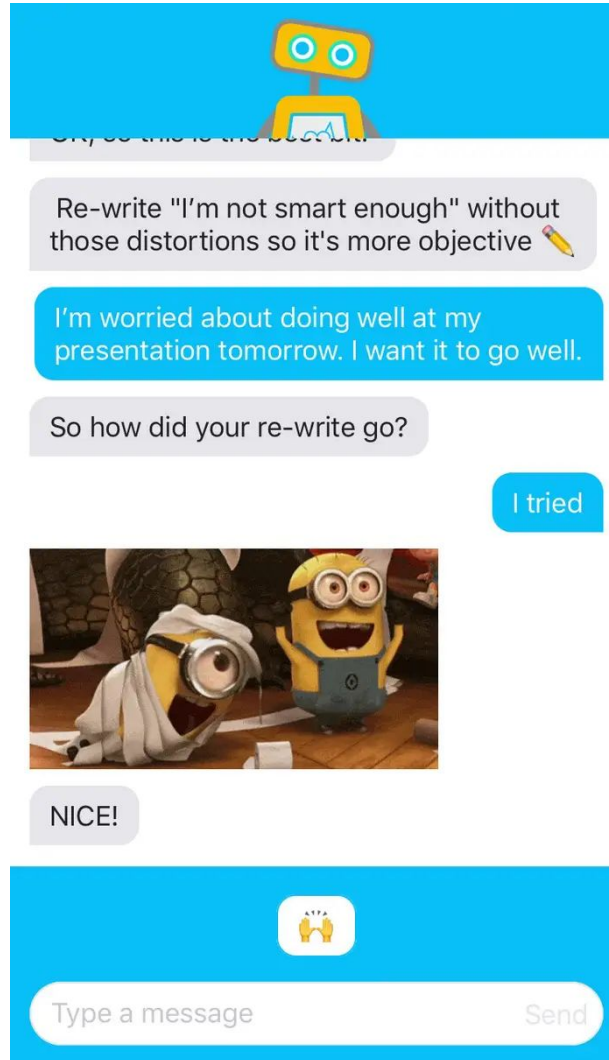 Re-write "I'm not smart enough" without
those distortions so it's more objective ✏️
I'm worried about doing well at my
presentation tomorrow. I want it to go well.
So how did your re-write go?
I tried
NICE!
🙌
Type a message
Send